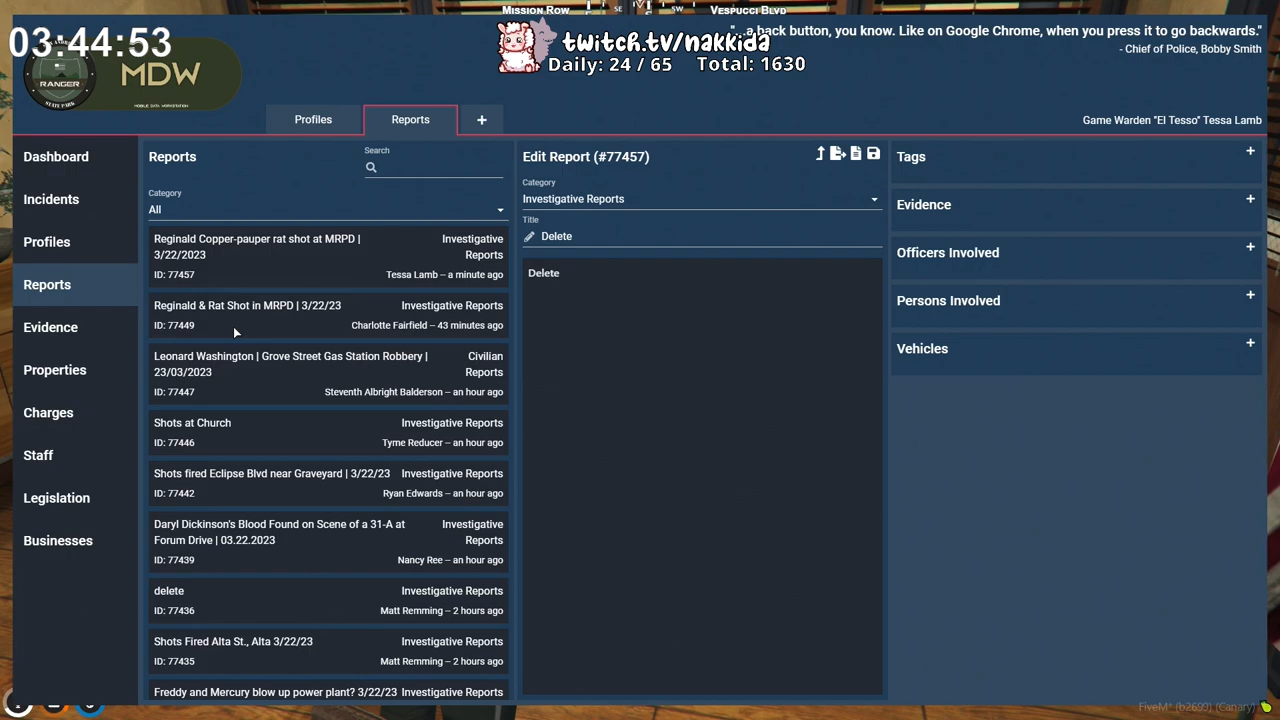 Mission Row
SE
SW
Vespucci Blvd
03:44:53
twitch.tv/nakkida
Daily: 24 / 65 Total: 1630
a back button, you know. Like on Google Chrome, when you press it to go backwards."
- Chief of Police, Bobby Smith
RANGER
STATE PARK
MDW
MOBILE DATA WORKSTATION
Profiles
Reports
+
Game Warden "El Tesso" Tessa Lamb
Dashboard
Incidents
Profiles
Reports
Evidence
Properties
Charges
Staff
Legislation
Businesses
Reports
Search
Category
All
Reginald Copper-pauper rat shot at MRPD |
3/22/2023
Investigative
Reports
ID: 77457
Tessa Lamb – a minute ago
Reginald & Rat Shot in MRPD | 3/22/23
Investigative Reports
ID: 77449
Charlotte Fairfield – 43 minutes ago
Leonard Washington | Grove Street Gas Station Robbery |
23/03/2023
Civilian
Reports
ID: 77447
Steventh Albright Balderson – an hour ago
Shots at Church
Investigative Reports
ID: 77446
Tyme Reducer – an hour ago
Shots fired Eclipse Blvd near Graveyard | 3/22/23
Investigative Reports
ID: 77442
Ryan Edwards – an hour ago
Daryl Dickinson's Blood Found on Scene of a 31-A at
Forum Drive | 03.22.2023
Investigative
Reports
ID: 77439
Nancy Ree – an hour ago
delete
Investigative Reports
ID: 77436
Matt Remming – 2 hours ago
Shots Fired Alta St., Alta 3/22/23
Investigative Reports
ID: 77435
Matt Remming – 2 hours ago
Freddy and Mercury blow up power plant? 3/22/23
Investigative Reports
Edit Report (#77457)
Category
Investigative Reports
Title
Delete
Delete
Tags
+
Evidence
+
Officers Involved
+
Persons Involved
+
Vehicles
+
FiveM* (b2699) (Canary)